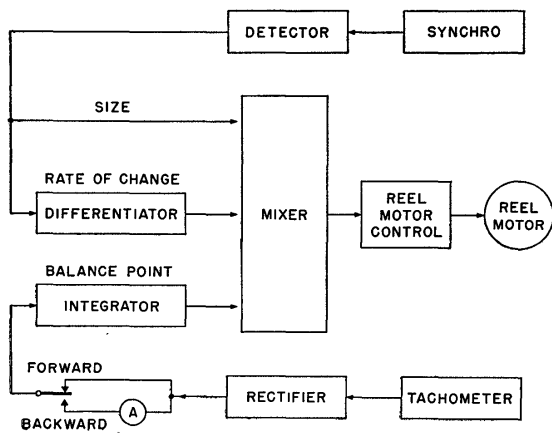 DETECTOR
SYNCHRO
SIZE
RATE OF CHANGE
DIFFERENTIATOR
MIXER
REEL
MOTOR
CONTROL
REEL
MOTOR
BALANCE POINT
INTEGRATOR
FORWARD
BACKWARD
A
RECTIFIER
TACHOMETER